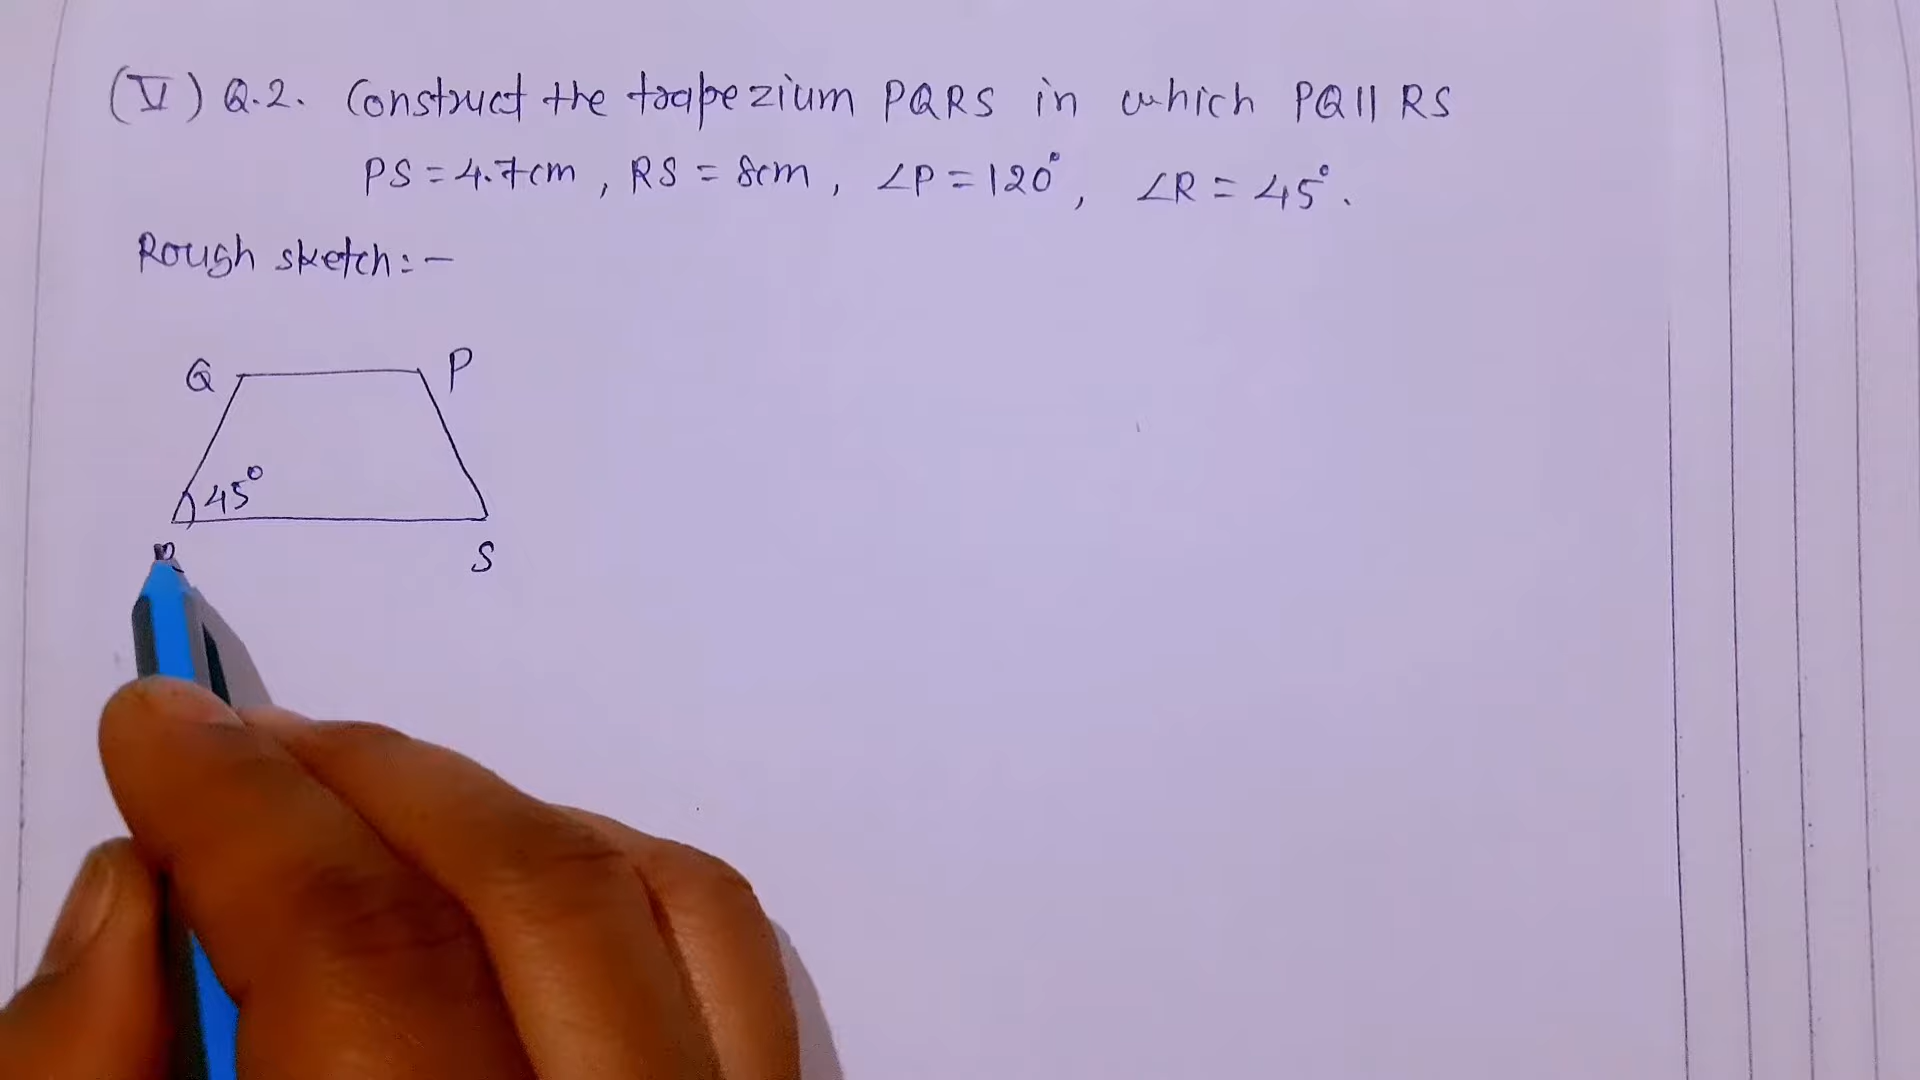 (V) Q.2. Construct the trapezium PQRS in which PQ || RS
PS = 4.7cm , RS = 8cm , ∠P = 120° , ∠R = 45° .
Rough sketch:-
Q P
45°
R S